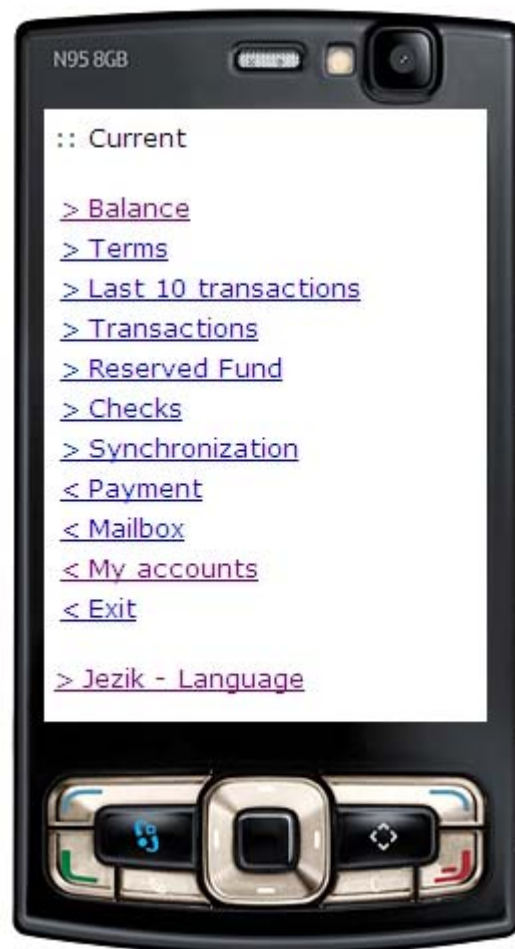 N95 8GB
:: Current
> Balance
> Terms
> Last 10 transactions
> Transactions
> Reserved Fund
> Checks
> Synchronization
< Payment
< Mailbox
< My accounts
< Exit
> Jezik - Language